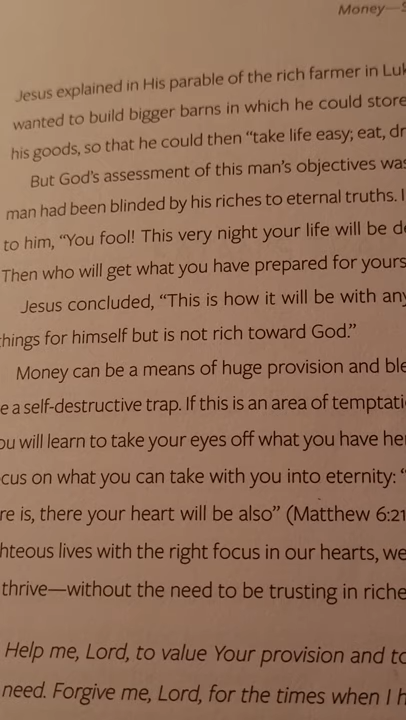 Money—
Jesus explained in His parable of the rich farmer in Luk
wanted to build bigger barns in which he could store
his goods, so that he could then “take life easy; eat, dr
But God’s assessment of this man’s objectives was
man had been blinded by his riches to eternal truths. I
to him, “You fool! This very night your life will be de
Then who will get what you have prepared for yours
Jesus concluded, “This is how it will be with any
things for himself but is not rich toward God.”
Money can be a means of huge provision and ble
e a self-destructive trap. If this is an area of temptati
ou will learn to take your eyes off what you have her
cus on what you can take with you into eternity: “
re is, there your heart will be also” (Matthew 6:21
hteous lives with the right focus in our hearts, we
thrive—without the need to be trusting in riche
Help me, Lord, to value Your provision and to
need. Forgive me, Lord, for the times when I h